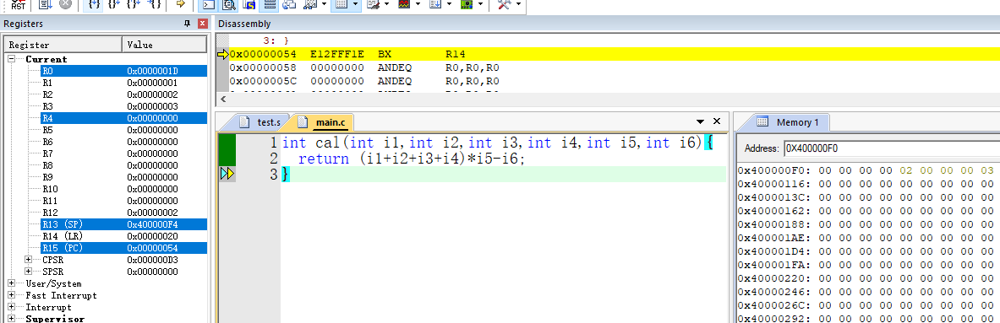 RST
Registers
Register Value
Current
R0 0x0000001D
R1 0x00000001
R2 0x00000002
R3 0x00000003
R4 0x00000000
R5 0x00000000
R6 0x00000000
R7 0x00000000
R8 0x00000000
R9 0x00000000
R10 0x00000000
R11 0x00000000
R12 0x00000002
R13 (SP) 0x400000F4
R14 (LR) 0x00000020
R15 (PC) 0x00000054
CPSR 0x000000D3
SPSR 0x00000000
User/System
Fast Interrupt
Interrupt
Supervisor
Disassembly
3: }
0x00000054 E12FFF1E BX R14
0x00000058 00000000 ANDEQ R0,R0,R0
0x0000005C 00000000 ANDEQ R0,R0,R0
test.s main.c
1 int cal(int i1,int i2,int i3,int i4,int i5,int i6){
2 return (i1+i2+i3+i4)*i5-i6;
3 }
Memory 1
Address: 0X400000F0
0x400000F0: 00 00 00 00 02 00 00 00 03
0x40000116: 00 00 00 00 00 00 00 00 00
0x4000013C: 00 00 00 00 00 00 00 00 00
0x40000162: 00 00 00 00 00 00 00 00 00
0x40000188: 00 00 00 00 00 00 00 00 00
0x400001AE: 00 00 00 00 00 00 00 00 00
0x400001D4: 00 00 00 00 00 00 00 00 00
0x400001FA: 00 00 00 00 00 00 00 00 00
0x40000220: 00 00 00 00 00 00 00 00 00
0x40000246: 00 00 00 00 00 00 00 00 00
0x4000026C: 00 00 00 00 00 00 00 00 00
0x40000292: 00 00 00 00 00 00 00 00 00